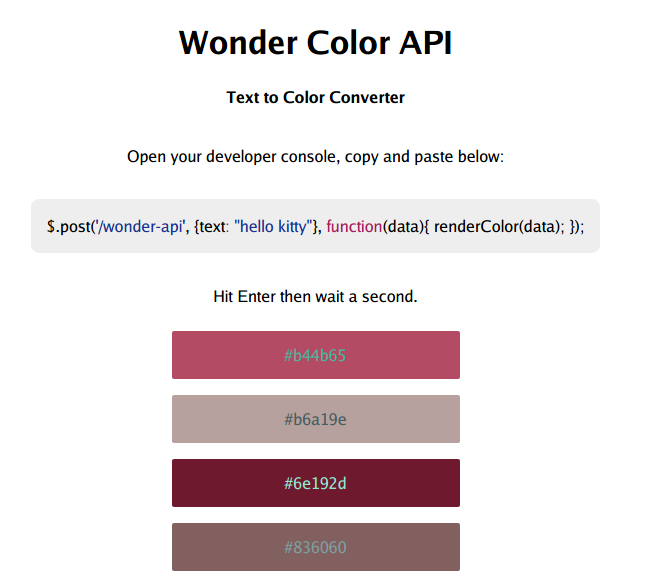 Wonder Color API
Text to Color Converter
Open your developer console, copy and paste below:
$.post('/wonder-api', {text: "hello kitty"}, function(data){ renderColor(data); });
Hit Enter then wait a second.
#b44b65
#b6a19e
#6e192d
#836060